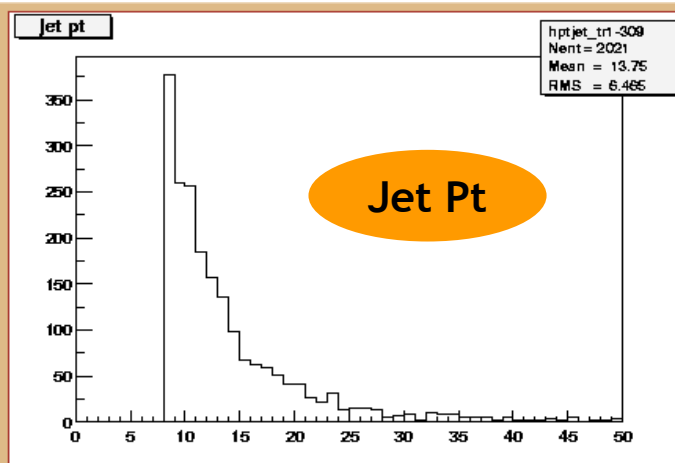 Jet pt
hptjet_tr1-309
Nent = 2021
Mean = 13.75
RMS = 6.465
350
300
250
200
150
100
50
0
Jet Pt
0 5 10 15 20 25 30 35 40 45 50